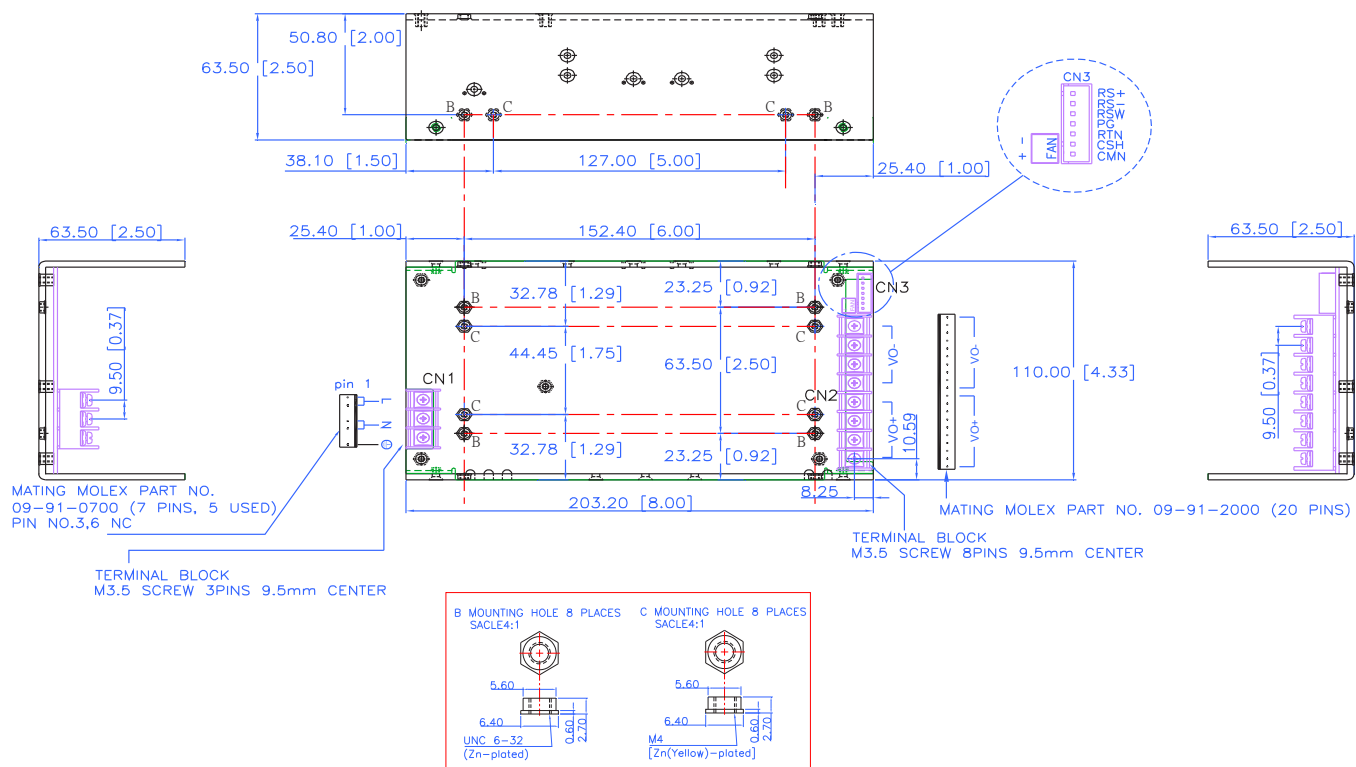 50.80 [2.00]
63.50 [2.50]
B
C
C
B
38.10 [1.50]
127.00 [5.00]
25.40 [1.00]
CN3
RS+
RS-
RSW
PG
RTN
CSH
CMN
-
+
FAN
63.50 [2.50]
25.40 [1.00]
152.40 [6.00]
63.50 [2.50]
32.78 [1.29]
23.25 [0.92]
B
B
C
C
CN3
44.45 [1.75]
63.50 [2.50]
110.00 [4.33]
9.50 [0.37]
pin 1
L
N
CN1
CN2
VO-
VO+
VO-
VO+
9.50 [0.37]
C
C
B
B
32.78 [1.29]
23.25 [0.92]
10.59
8.25
203.20 [8.00]
MATING MOLEX PART NO.
09-91-0700 (7 PINS, 5 USED)
PIN NO.3,6 NC
MATING MOLEX PART NO. 09-91-2000 (20 PINS)
TERMINAL BLOCK
M3.5 SCREW 8PINS 9.5mm CENTER
TERMINAL BLOCK
M3.5 SCREW 3PINS 9.5mm CENTER
B MOUNTING HOLE 8 PLACES
SACLE4:1
5.60
6.40
0.60
2.70
UNC 6-32
(Zn-plated)
C MOUNTING HOLE 8 PLACES
SACLE4:1
5.60
6.40
0.60
2.70
M4
[Zn(Yellow)-plated]